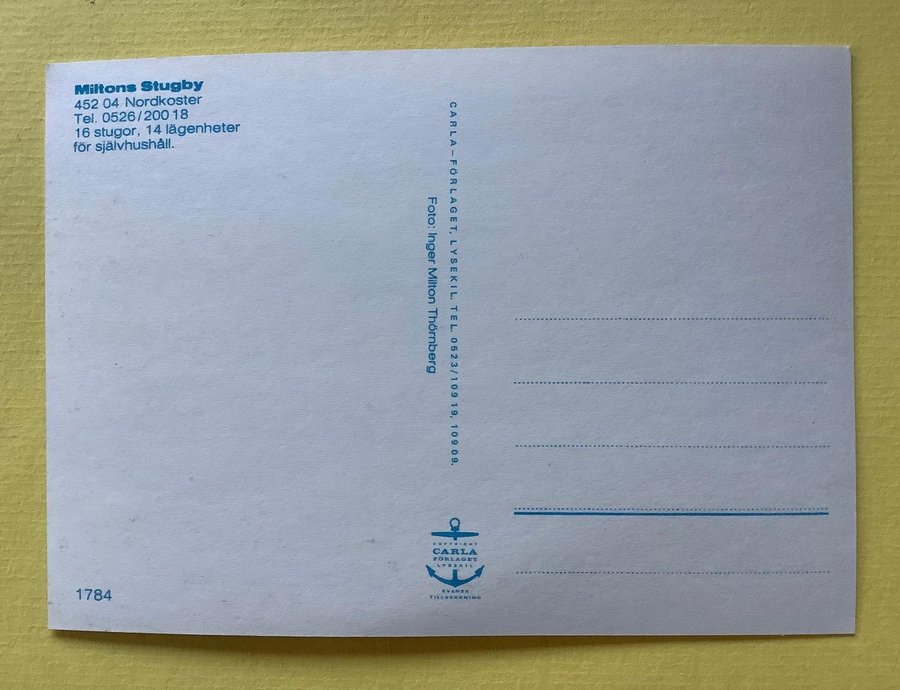 Miltons Stugby
452 04 Nordkoster
Tel. 0526/200 18
16 stugor, 14 lägenheter
för självhushåll.
CARLA-FÖRLAGET, LYSEKIL. TEL. 0523/109 19, 109 09.
Foto: Inger Milton Thörnberg
COPYRIGHT
CARLA
FÖRLAGET
LYSEKIL
SVENSK
TILLVERKNING
1784